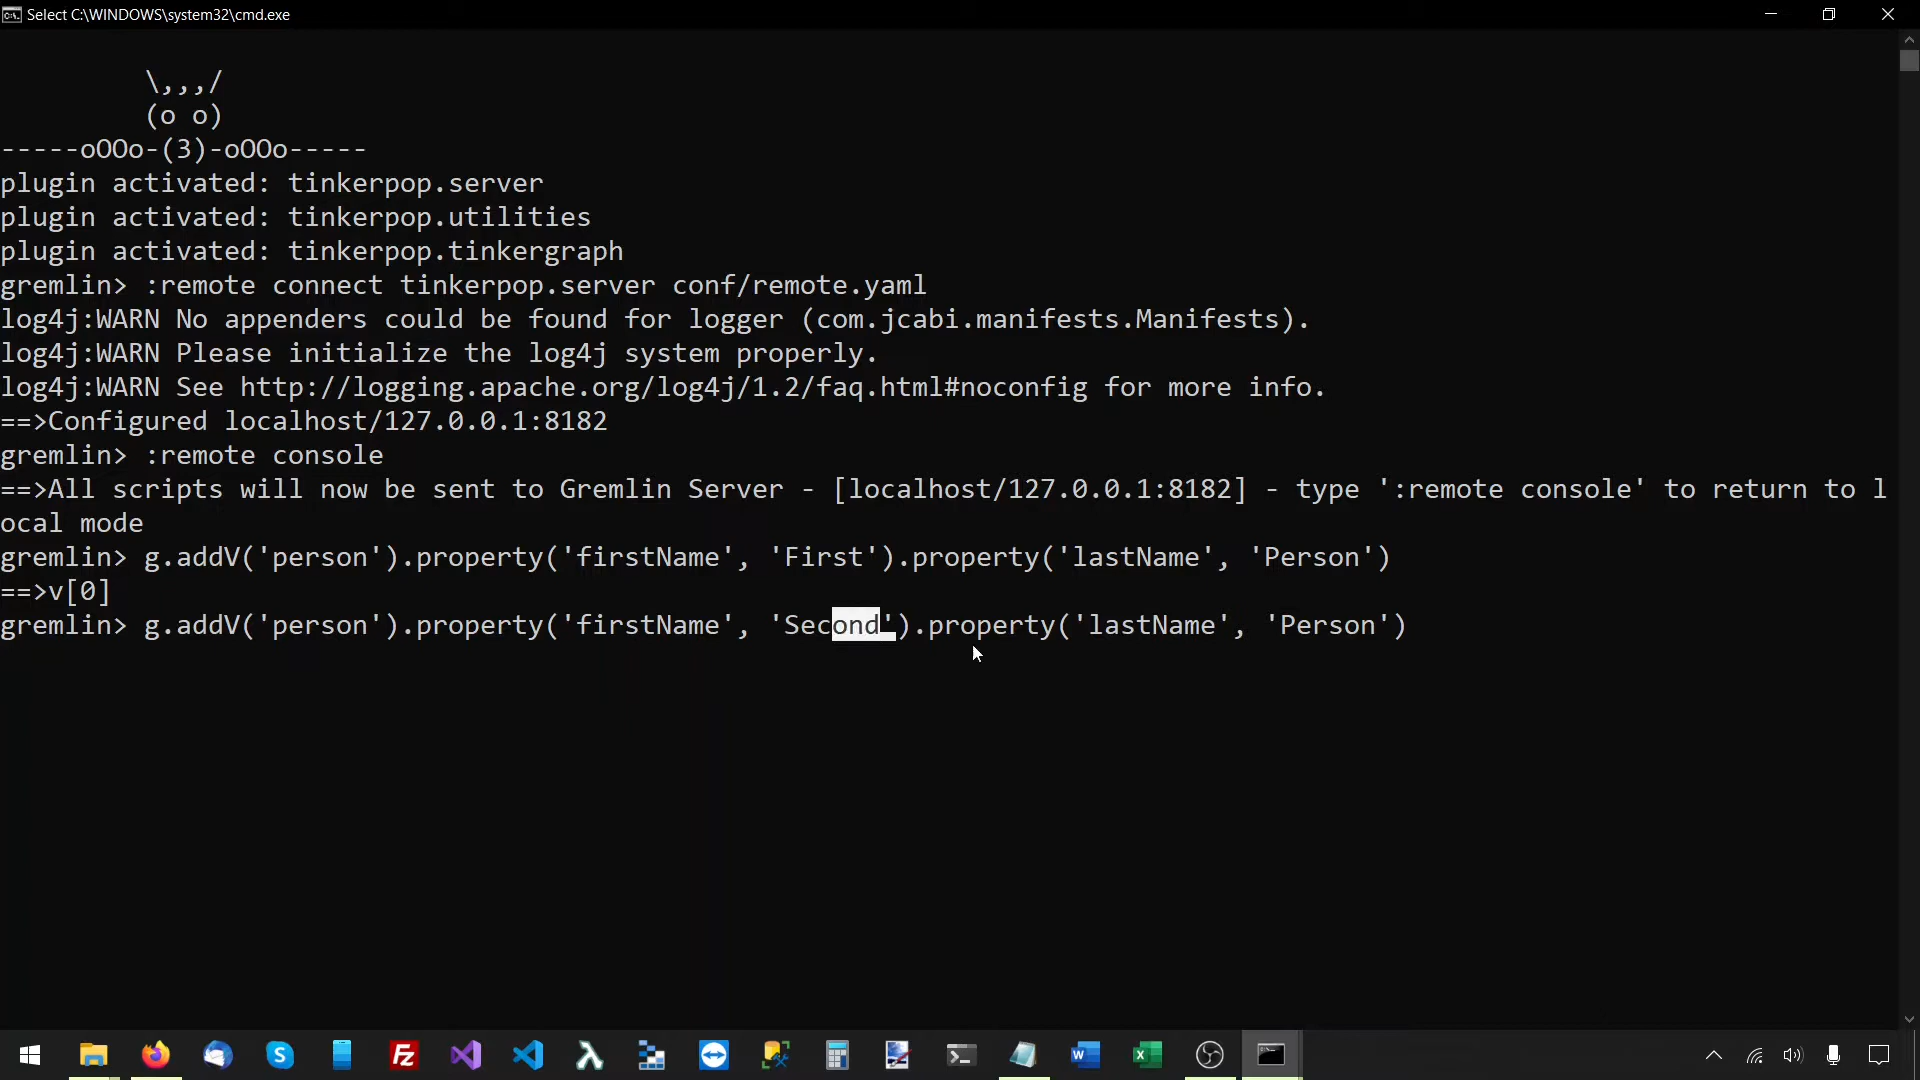 Select C:\WINDOWS\system32\cmd.exe
\,,,/
(o o)
-----oOOo-(3)-oOOo-----
plugin activated: tinkerpop.server
plugin activated: tinkerpop.utilities
plugin activated: tinkerpop.tinkergraph
gremlin> :remote connect tinkerpop.server conf/remote.yaml
log4j:WARN No appenders could be found for logger (com.jcabi.manifests.Manifests).
log4j:WARN Please initialize the log4j system properly.
log4j:WARN See http://logging.apache.org/log4j/1.2/faq.html#noconfig for more info.
==>Configured localhost/127.0.0.1:8182
gremlin> :remote console
==>All scripts will now be sent to Gremlin Server - [localhost/127.0.0.1:8182] - type ':remote console' to return to l
ocal mode
gremlin> g.addV('person').property('firstName', 'First').property('lastName', 'Person')
==>v[0]
gremlin> g.addV('person').property('firstName', 'Second').property('lastName', 'Person')